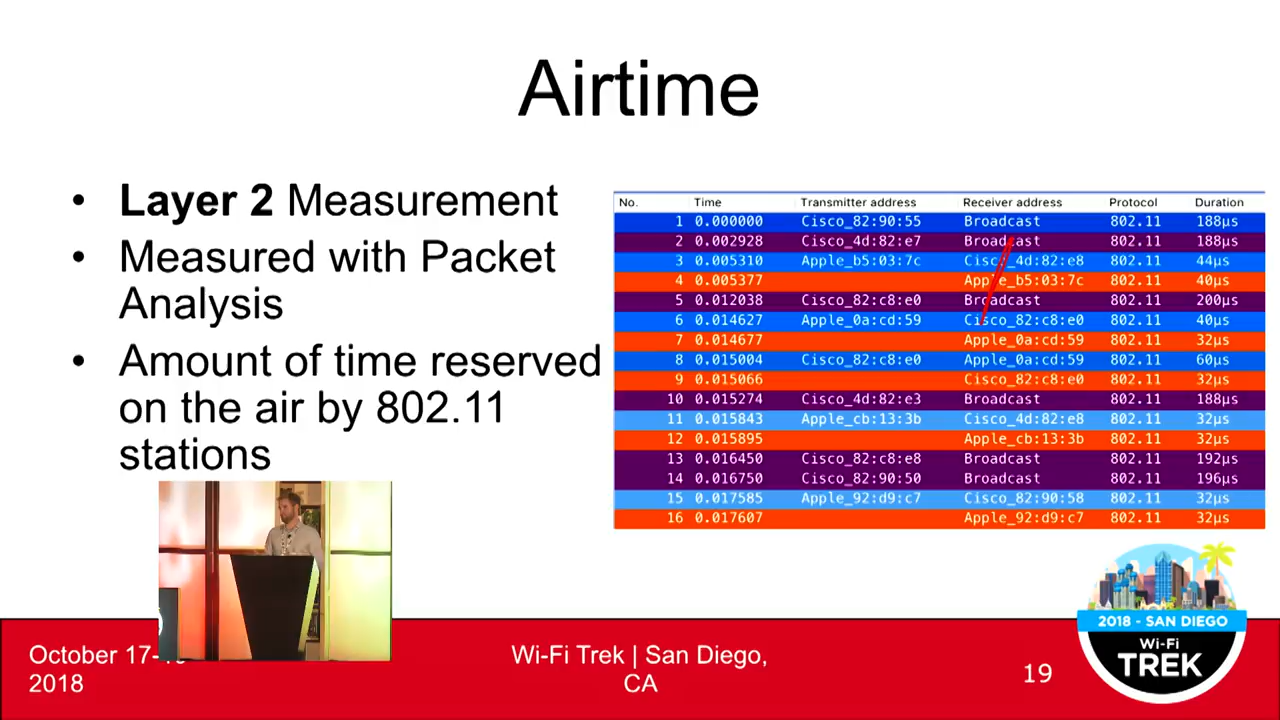 Airtime
• Layer 2 Measurement
• Measured with Packet
Analysis
• Amount of time reserved
on the air by 802.11
stations
No. Time Transmitter address Receiver address Protocol Duration
1 0.000000 Cisco_82:90:55 Broadcast 802.11 188µs
2 0.002928 Cisco_4d:82:e7 Broadcast 802.11 188µs
3 0.005310 Apple_b5:03:7c Cisco_4d:82:e8 802.11 44µs
4 0.005377 Apple_b5:03:7c 802.11 40µs
5 0.012038 Cisco_82:c8:e0 Broadcast 802.11 200µs
6 0.014627 Apple_0a:cd:59 Cisco_82:c8:e0 802.11 40µs
7 0.014677 Apple_0a:cd:59 802.11 32µs
8 0.015004 Cisco_82:c8:e0 Apple_0a:cd:59 802.11 60µs
9 0.015066 Cisco_82:c8:e0 802.11 32µs
10 0.015274 Cisco_4d:82:e3 Broadcast 802.11 188µs
11 0.015843 Apple_cb:13:3b Cisco_4d:82:e8 802.11 32µs
12 0.015895 Apple_cb:13:3b 802.11 32µs
13 0.016450 Cisco_82:c8:e8 Broadcast 802.11 192µs
14 0.016750 Cisco_82:90:50 Broadcast 802.11 196µs
15 0.017585 Apple_92:d9:c7 Cisco_82:90:58 802.11 32µs
16 0.017607 Apple_92:d9:c7 802.11 32µs
October 17-
2018
Wi-Fi Trek | San Diego,
CA
19
2018 - SAN DIEGO
Wi-Fi
TREK